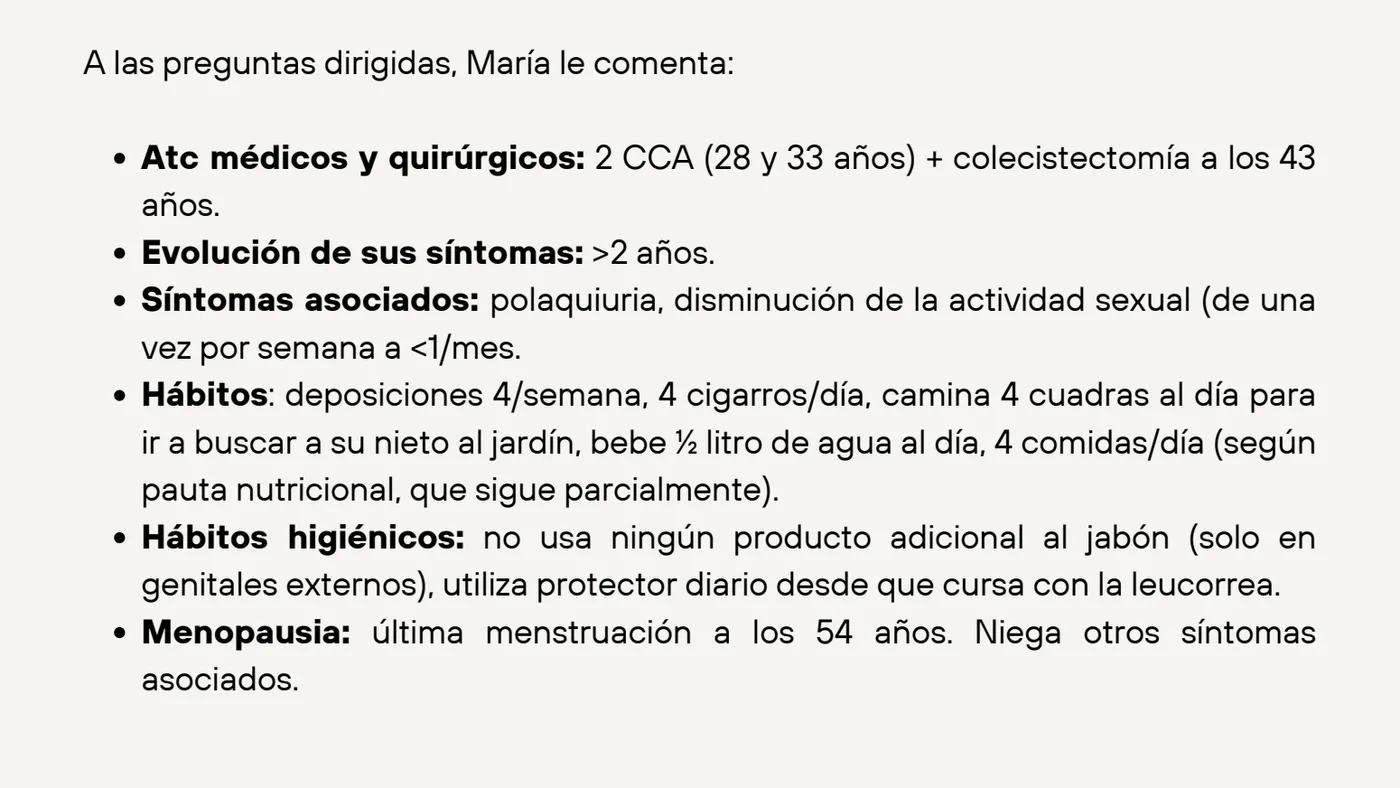 A las preguntas dirigidas, María le comenta:
• Atc médicos y quirúrgicos: 2 CCA (28 y 33 años) + colecistectomía a los 43
años.
• Evolución de sus síntomas: >2 años.
• Síntomas asociados: polaquiuria, disminución de la actividad sexual (de una
vez por semana a <1/mes.
• Hábitos: deposiciones 4/semana, 4 cigarros/día, camina 4 cuadras al día para
ir a buscar a su nieto al jardín, bebe ½ litro de agua al día, 4 comidas/día (según
pauta nutricional, que sigue parcialmente).
• Hábitos higiénicos: no usa ningún producto adicional al jabón (solo en
genitales externos), utiliza protector diario desde que cursa con la leucorrea.
• Menopausia: última menstruación a los 54 años. Niega otros síntomas
asociados.